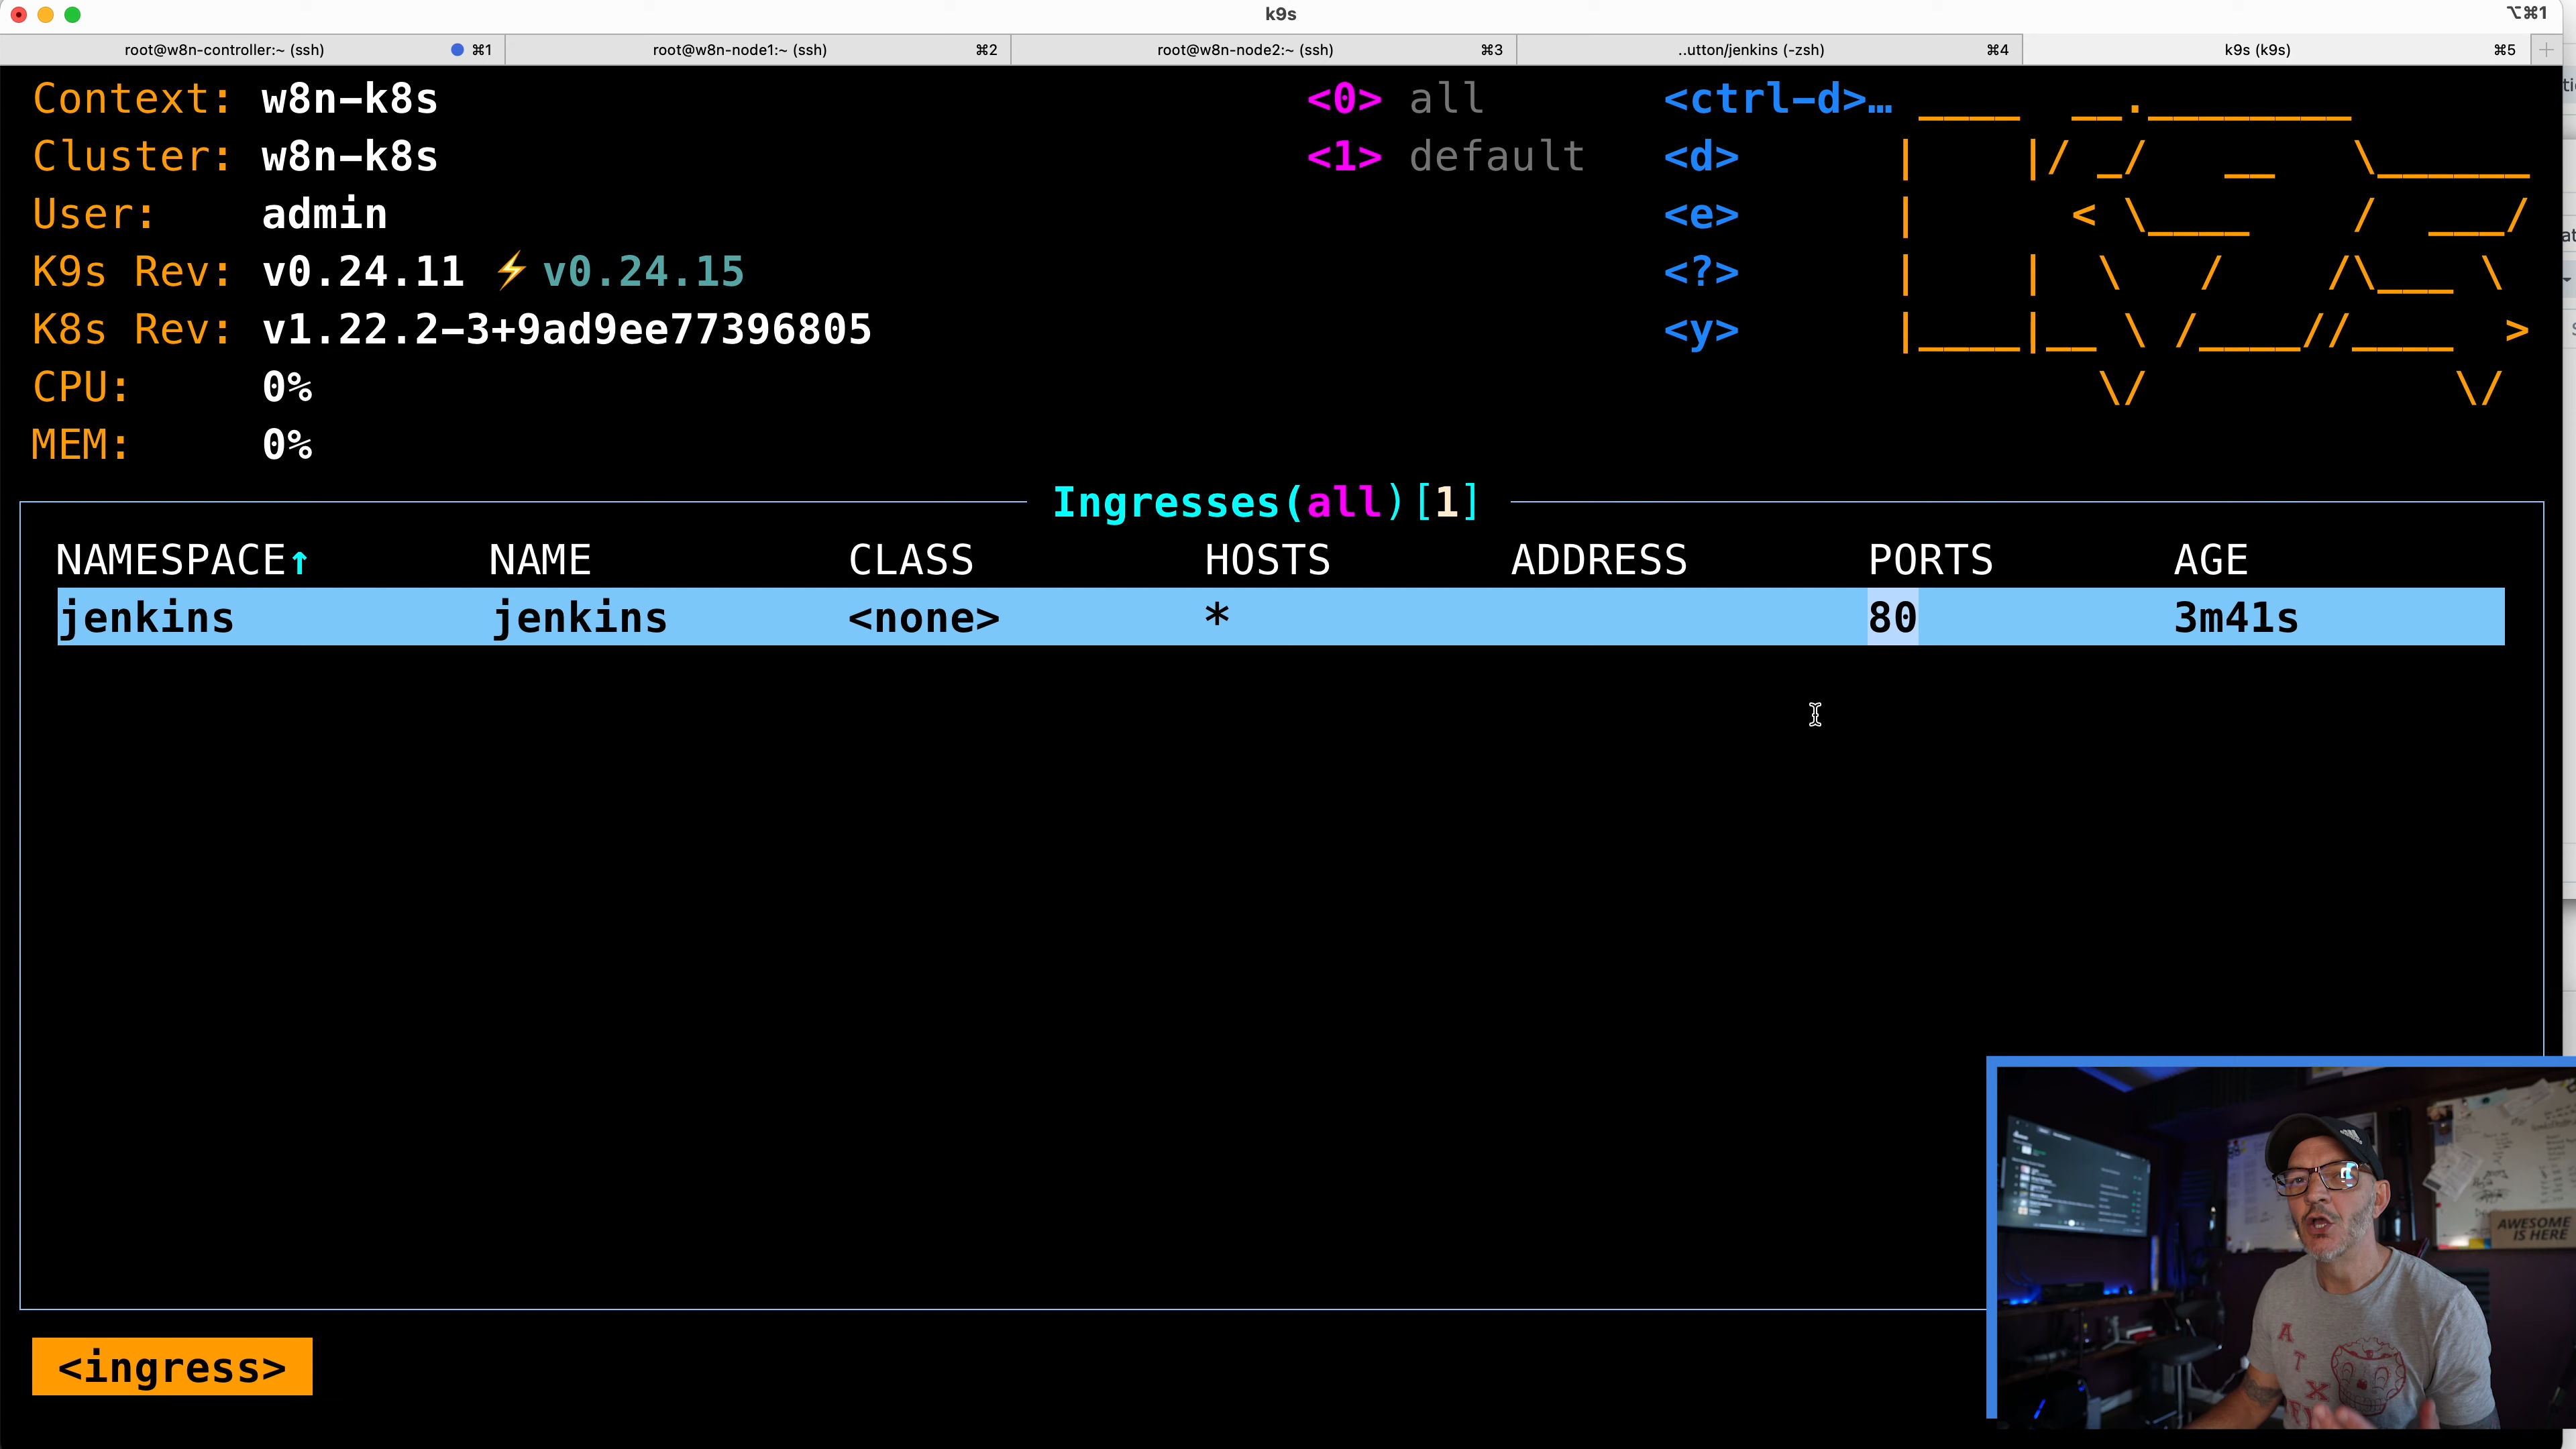 k9s
⌥⌘1
root@w8n-controller:~ (ssh) ⌘1
root@w8n-node1:~ (ssh) ⌘2
root@w8n-node2:~ (ssh) ⌘3
..utton/jenkins (-zsh) ⌘4
k9s (k9s) ⌘5
Context: w8n-k8s <0> all <ctrl-d>…
Cluster: w8n-k8s <1> default <d>
User: admin <e>
K9s Rev: v0.24.11 ⚡️v0.24.15 <?>
K8s Rev: v1.22.2-3+9ad9ee77396805 <y>
CPU: 0%
MEM: 0%
Ingresses(all)[1]
NAMESPACE↑ NAME CLASS HOSTS ADDRESS PORTS AGE
jenkins jenkins <none> * 80 3m41s
<ingress>
AWESOME
IS HERE
A
T
X